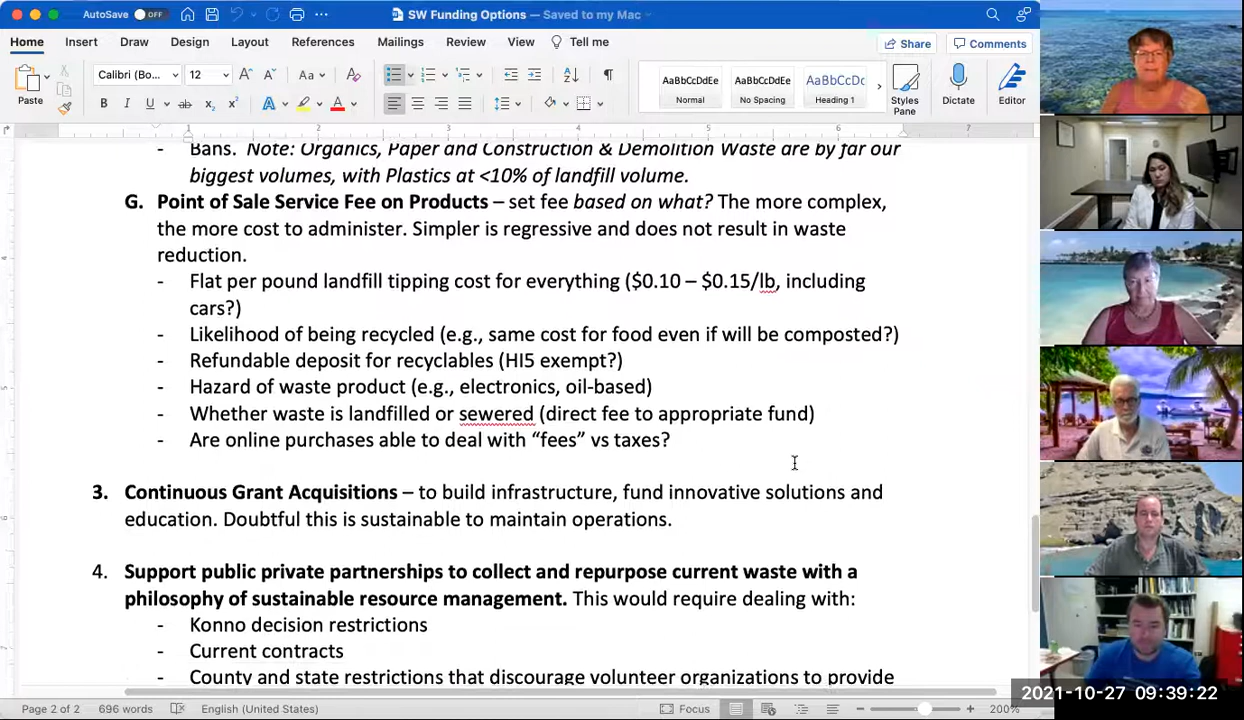 AutoSave OFF
SW Funding Options — Saved to my Mac
Home Insert Draw Design Layout References Mailings Review View Tell me
Share Comments
Paste
Calibri (Bo... 12
AaBbCcDdEe
Normal
AaBbCcDdEe
No Spacing
AaBbCcDc
Heading 1
Styles
Pane
Dictate
Editor
1 2 3 4 5 6 7
- Bans. Note: Organics, Paper and Construction & Demolition Waste are by far our
biggest volumes, with Plastics at <10% of landfill volume.
G. Point of Sale Service Fee on Products – set fee based on what? The more complex,
the more cost to administer. Simpler is regressive and does not result in waste
reduction.
- Flat per pound landfill tipping cost for everything ($0.10 – $0.15/lb, including
cars?)
- Likelihood of being recycled (e.g., same cost for food even if will be composted?)
- Refundable deposit for recyclables (HI5 exempt?)
- Hazard of waste product (e.g., electronics, oil-based)
- Whether waste is landfilled or sewered (direct fee to appropriate fund)
- Are online purchases able to deal with “fees” vs taxes?
3. Continuous Grant Acquisitions – to build infrastructure, fund innovative solutions and
education. Doubtful this is sustainable to maintain operations.
4. Support public private partnerships to collect and repurpose current waste with a
philosophy of sustainable resource management. This would require dealing with:
- Konno decision restrictions
- Current contracts
- County and state restrictions that discourage volunteer organizations to provide
Page 2 of 2 696 words English (United States) Focus 200%
2021-10-27 09:39:22